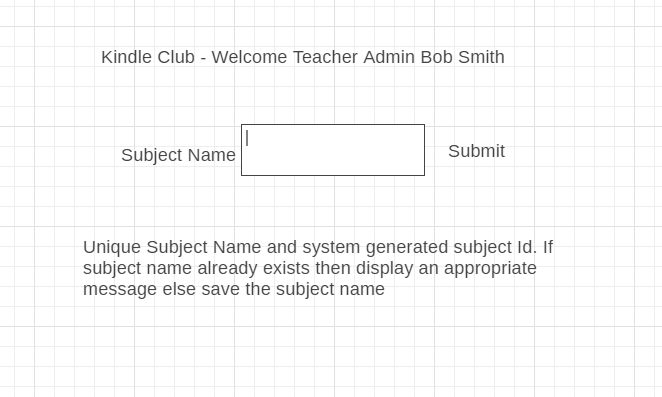 Kindle Club - Welcome Teacher Admin Bob Smith
Subject Name
Submit
Unique Subject Name and system generated subject Id. If
subject name already exists then display an appropriate
message else save the subject name